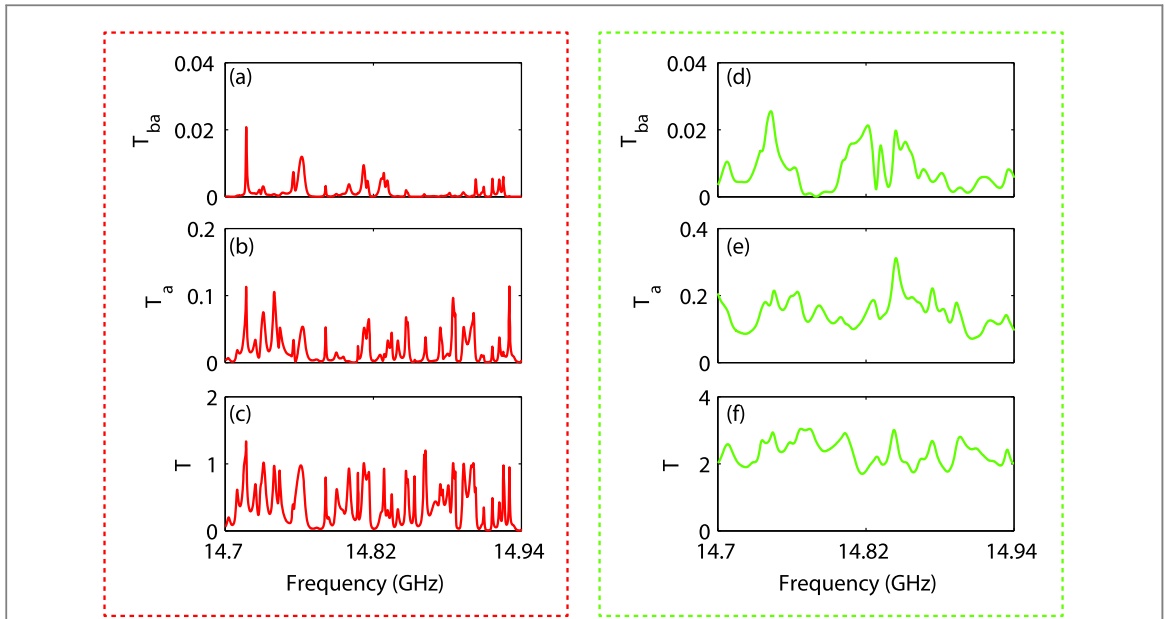 (a)
0.04
0.02
0
T_ba
(b)
0.2
0.1
0
T_a
(c)
2
1
0
T
14.7
14.82
14.94
Frequency (GHz)
(d)
0.04
0.02
0
T_ba
(e)
0.4
0.2
0
T_a
(f)
4
2
0
T
14.7
14.82
14.94
Frequency (GHz)